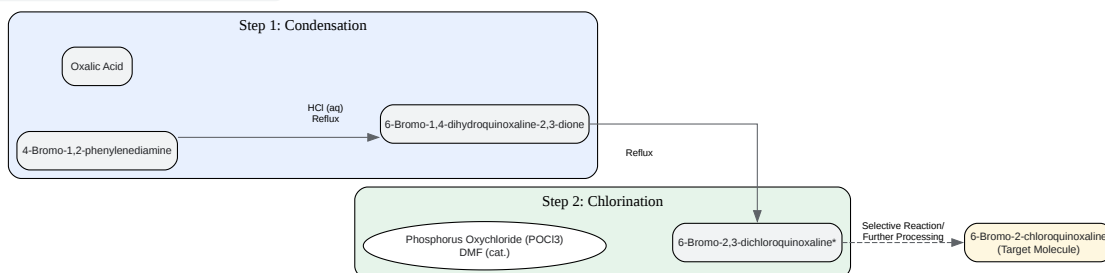 Step 1: Condensation
Oxalic Acid
HCl (aq)
Reflux
4-Bromo-1,2-phenylenediamine
6-Bromo-1,4-dihydroquinoxaline-2,3-dione
Reflux
Step 2: Chlorination
Phosphorus Oxychloride (POCl3)
DMF (cat.)
6-Bromo-2,3-dichloroquinoxaline*
Selective Reaction/
Further Processing
6-Bromo-2-chloroquinoxaline
(Target Molecule)